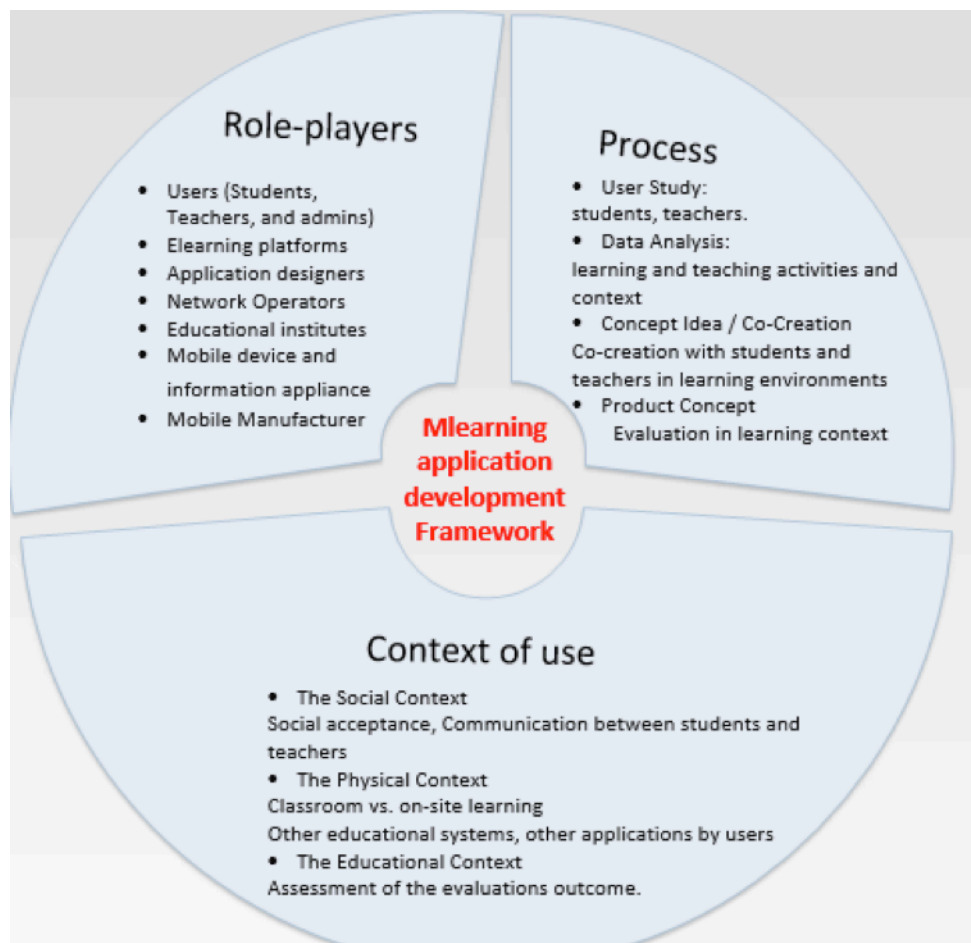 Role-players
• Users (Students,
Teachers, and admins)
• Elearning platforms
• Application designers
• Network Operators
• Educational institutes
• Mobile device and
information appliance
• Mobile Manufacturer
Process
• User Study:
students, teachers.
• Data Analysis:
learning and teaching activities and
context
• Concept Idea / Co-Creation
Co-creation with students and
teachers in learning environments
• Product Concept
Evaluation in learning context
Mlearning
application
development
Framework
Context of use
• The Social Context
Social acceptance, Communication between students and
teachers
• The Physical Context
Classroom vs. on-site learning
Other educational systems, other applications by users
• The Educational Context
Assessment of the evaluations outcome.